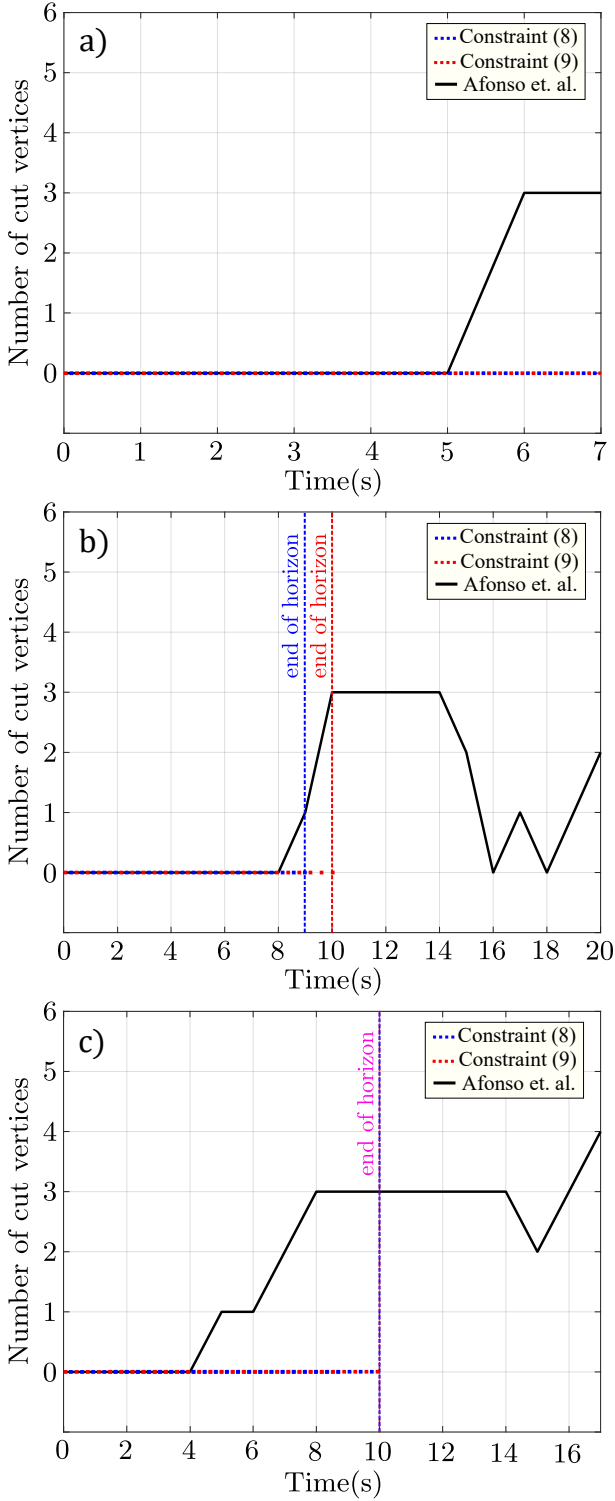 a)
Constraint (8)
Constraint (9)
Afonso et. al.
Number of cut vertices
6
5
4
3
2
1
0
0 1 2 3 4 5 6 7
Time(s)
b)
Constraint (8)
Constraint (9)
Afonso et. al.
end of horizon
end of horizon
Number of cut vertices
6
5
4
3
2
1
0
0 2 4 6 8 10 12 14 16 18 20
Time(s)
c)
Constraint (8)
Constraint (9)
Afonso et. al.
end of horizon
Number of cut vertices
6
5
4
3
2
1
0
0 2 4 6 8 10 12 14 16
Time(s)